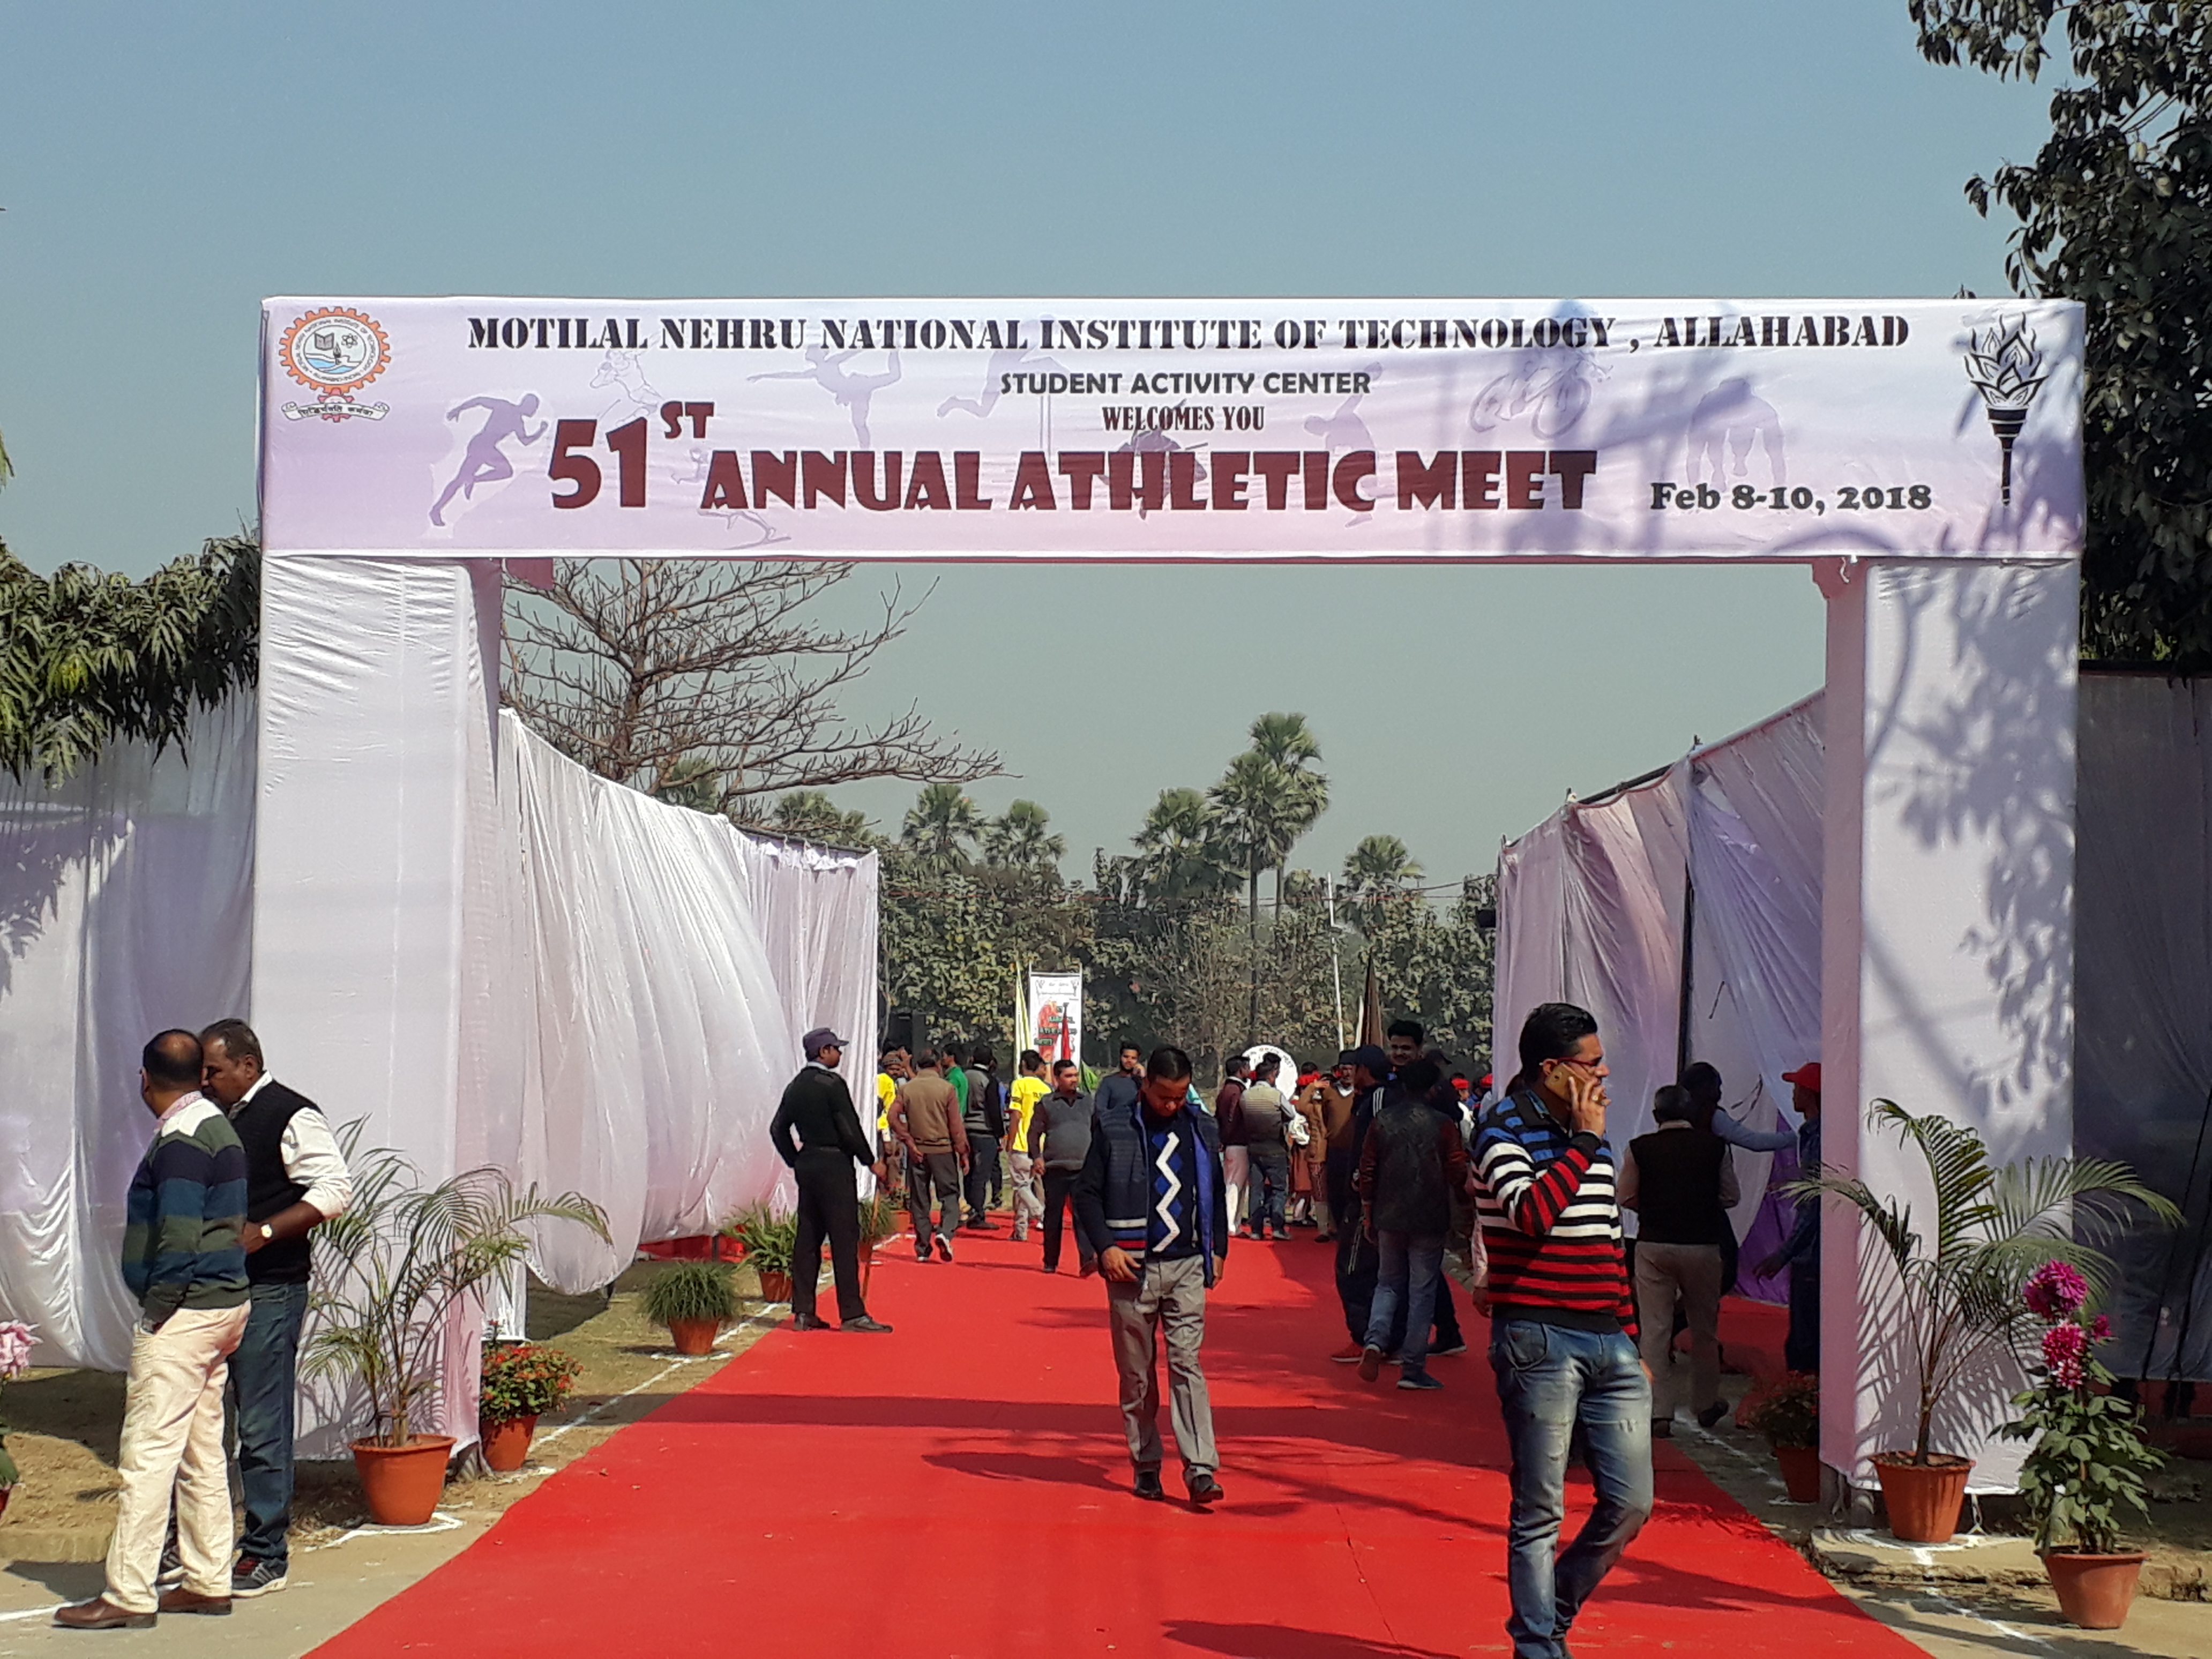 MOTILAL NEHRU NATIONAL INSTITUTE OF TECHNOLOGY , ALLAHABAD
STUDENT ACTIVITY CENTER
WELCOMES YOU
51ST ANNUAL ATHLETIC MEET
Feb 8-10, 2018